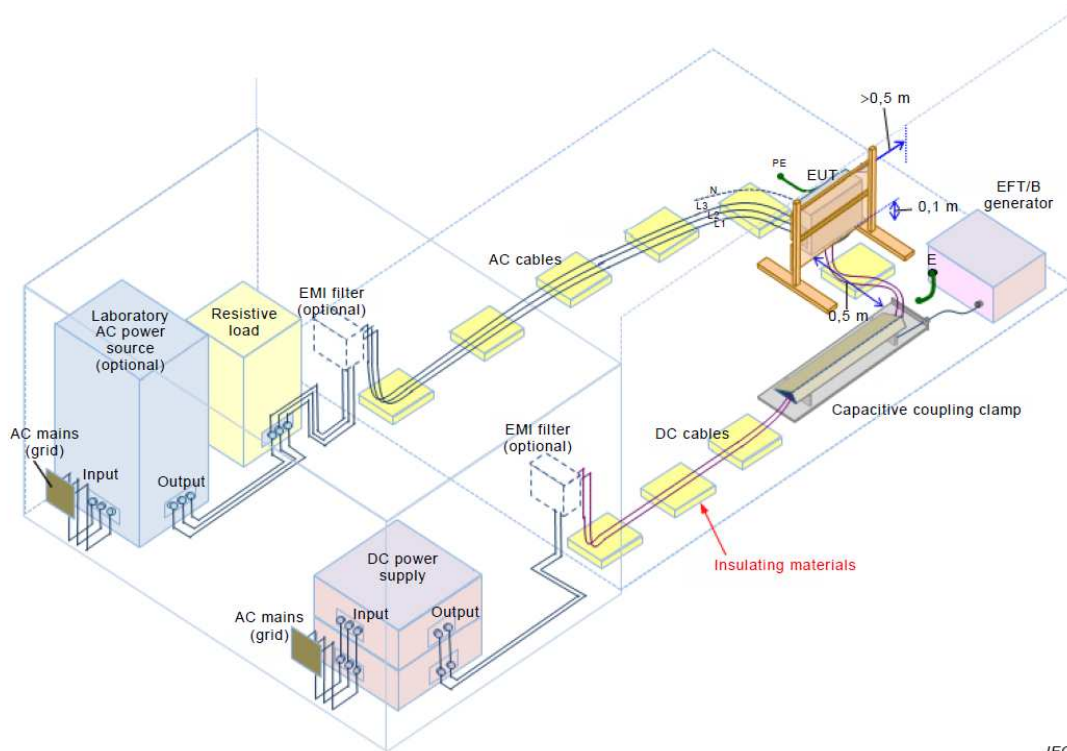 >0,5 m
PE
EUT
EFT/B
generator
N
L3
L2
L1
0,1 m
E
AC cables
0,5 m
EMI filter
(optional)
Laboratory
AC power
source
(optional)
Resistive
load
Capacitive coupling clamp
AC mains
(grid)
Input
Output
EMI filter
(optional)
DC cables
Insulating materials
DC power
supply
AC mains
(grid)
Input
Output